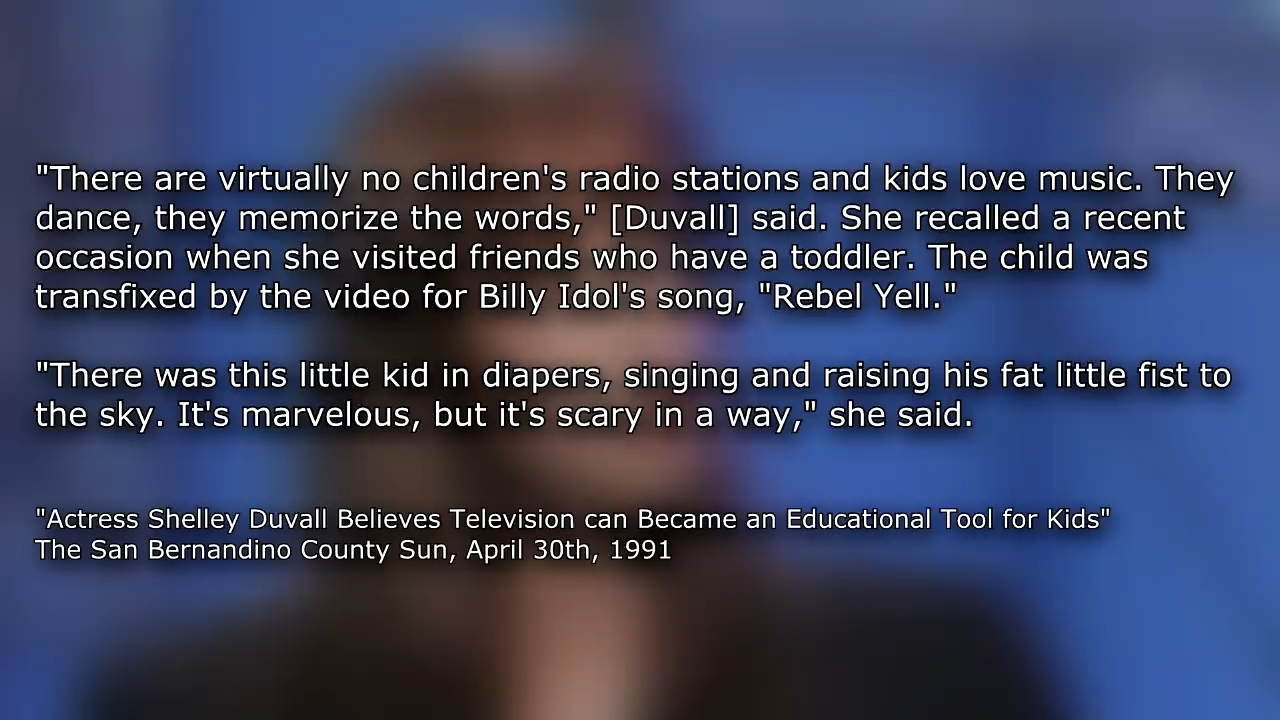 "There are virtually no children's radio stations and kids love music. They
dance, they memorize the words," [Duvall] said. She recalled a recent
occasion when she visited friends who have a toddler. The child was
transfixed by the video for Billy Idol's song, "Rebel Yell."
"There was this little kid in diapers, singing and raising his fat little fist to
the sky. It's marvelous, but it's scary in a way," she said.
"Actress Shelley Duvall Believes Television can Became an Educational Tool for Kids"
The San Bernandino County Sun, April 30th, 1991